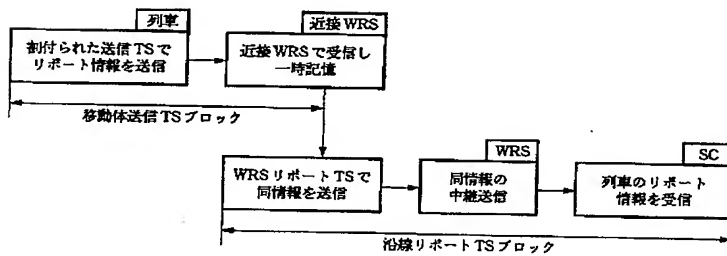 列車
割付られた送信TSで
リポート情報を送信
近接WRS
近接WRSで受信し
一時記憶
移動体送信TSブロック
WRSリポートTSで
同情報を送信
WRS
同情報の
中継送信
SC
列車のリポート
情報を受信
沿線リポートTSブロック